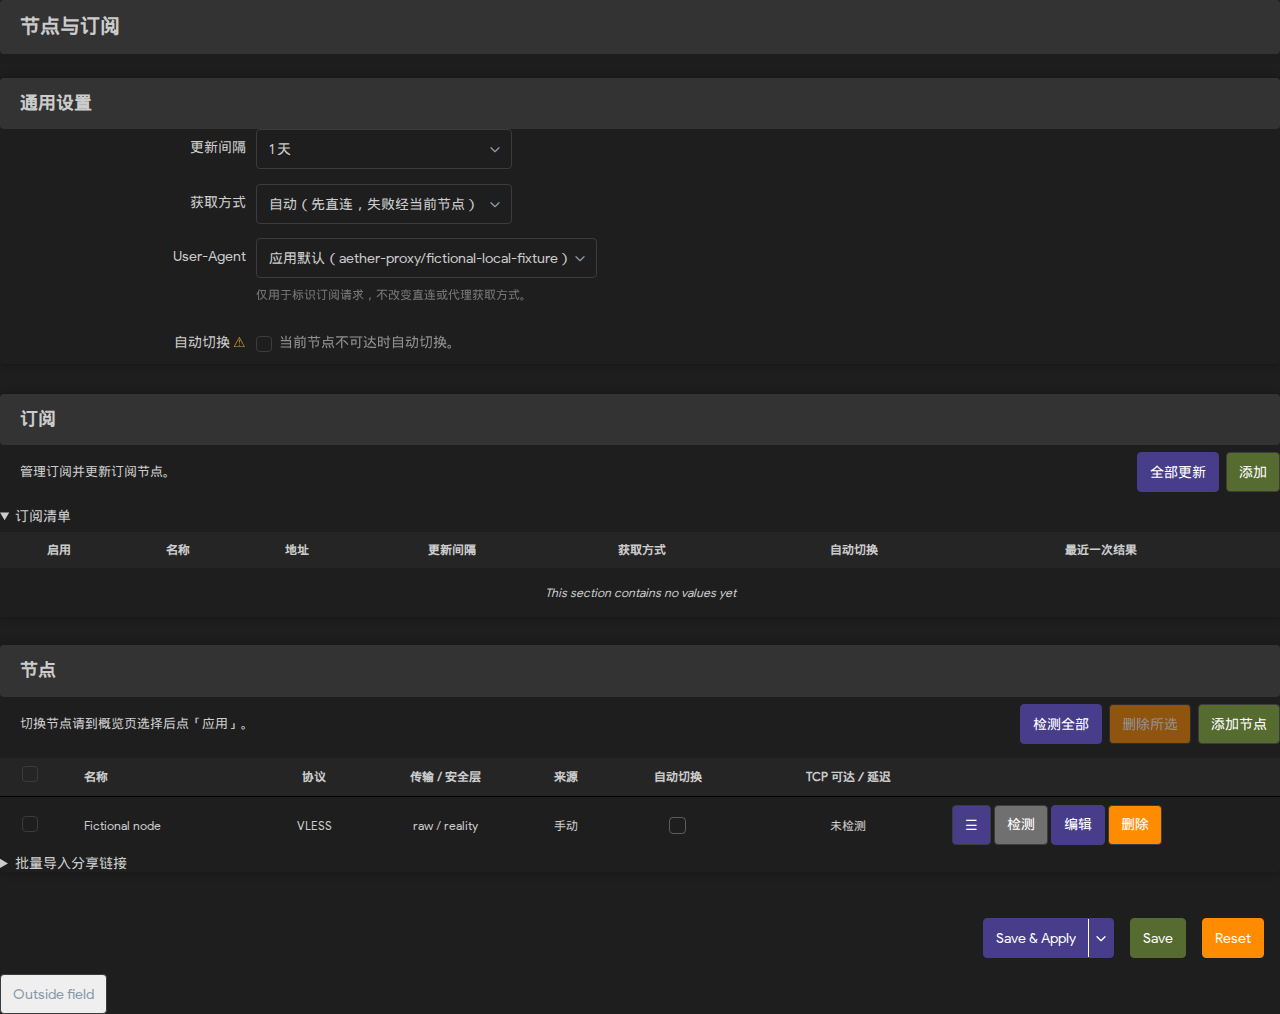 节点与订阅
通用设置
更新间隔 1 天
获取方式 自动（先直连，失败经当前节点）
User-Agent 应用默认（aether-proxy/fictional-local-fixture）
仅用于标识订阅请求，不改变直连或代理获取方式。
自动切换 ⚠ 当前节点不可达时自动切换。
订阅
管理订阅并更新订阅节点。 全部更新 添加
▼ 订阅清单
启用 名称 地址 更新间隔 获取方式 自动切换 最近一次结果
This section contains no values yet
节点
切换节点请到概览页选择后点「应用」。 检测全部 删除所选 添加节点
名称 协议 传输 / 安全层 来源 自动切换 TCP 可达 / 延迟
Fictional node VLESS raw / reality 手动 未检测 ☰ 检测 编辑 删除
▶ 批量导入分享链接
Save & Apply Save Reset
Outside field